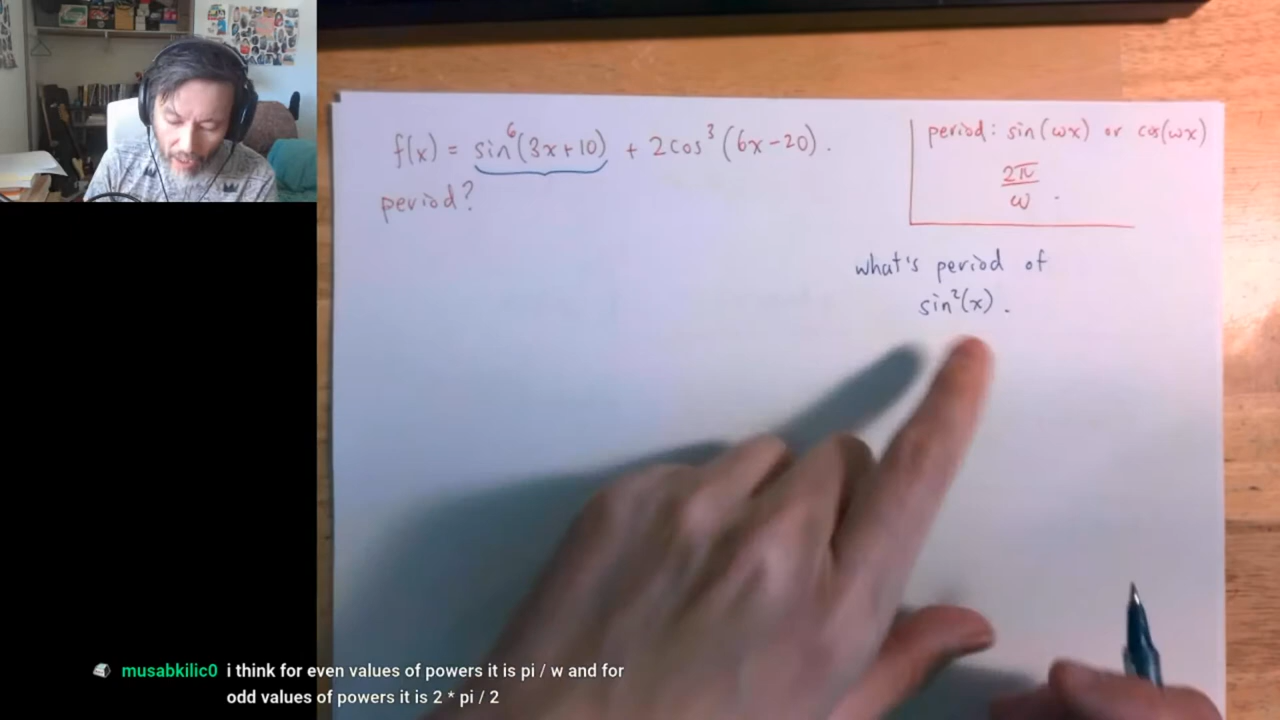 f(x) = sin⁶(3x+10) + 2cos³(6x-20).
period?
period: sin(ωx) or cos(ωx)
2π/ω.
what's period of
sin²(x).
musabkilic0 i think for even values of powers it is pi / w and for
odd values of powers it is 2 * pi / 2